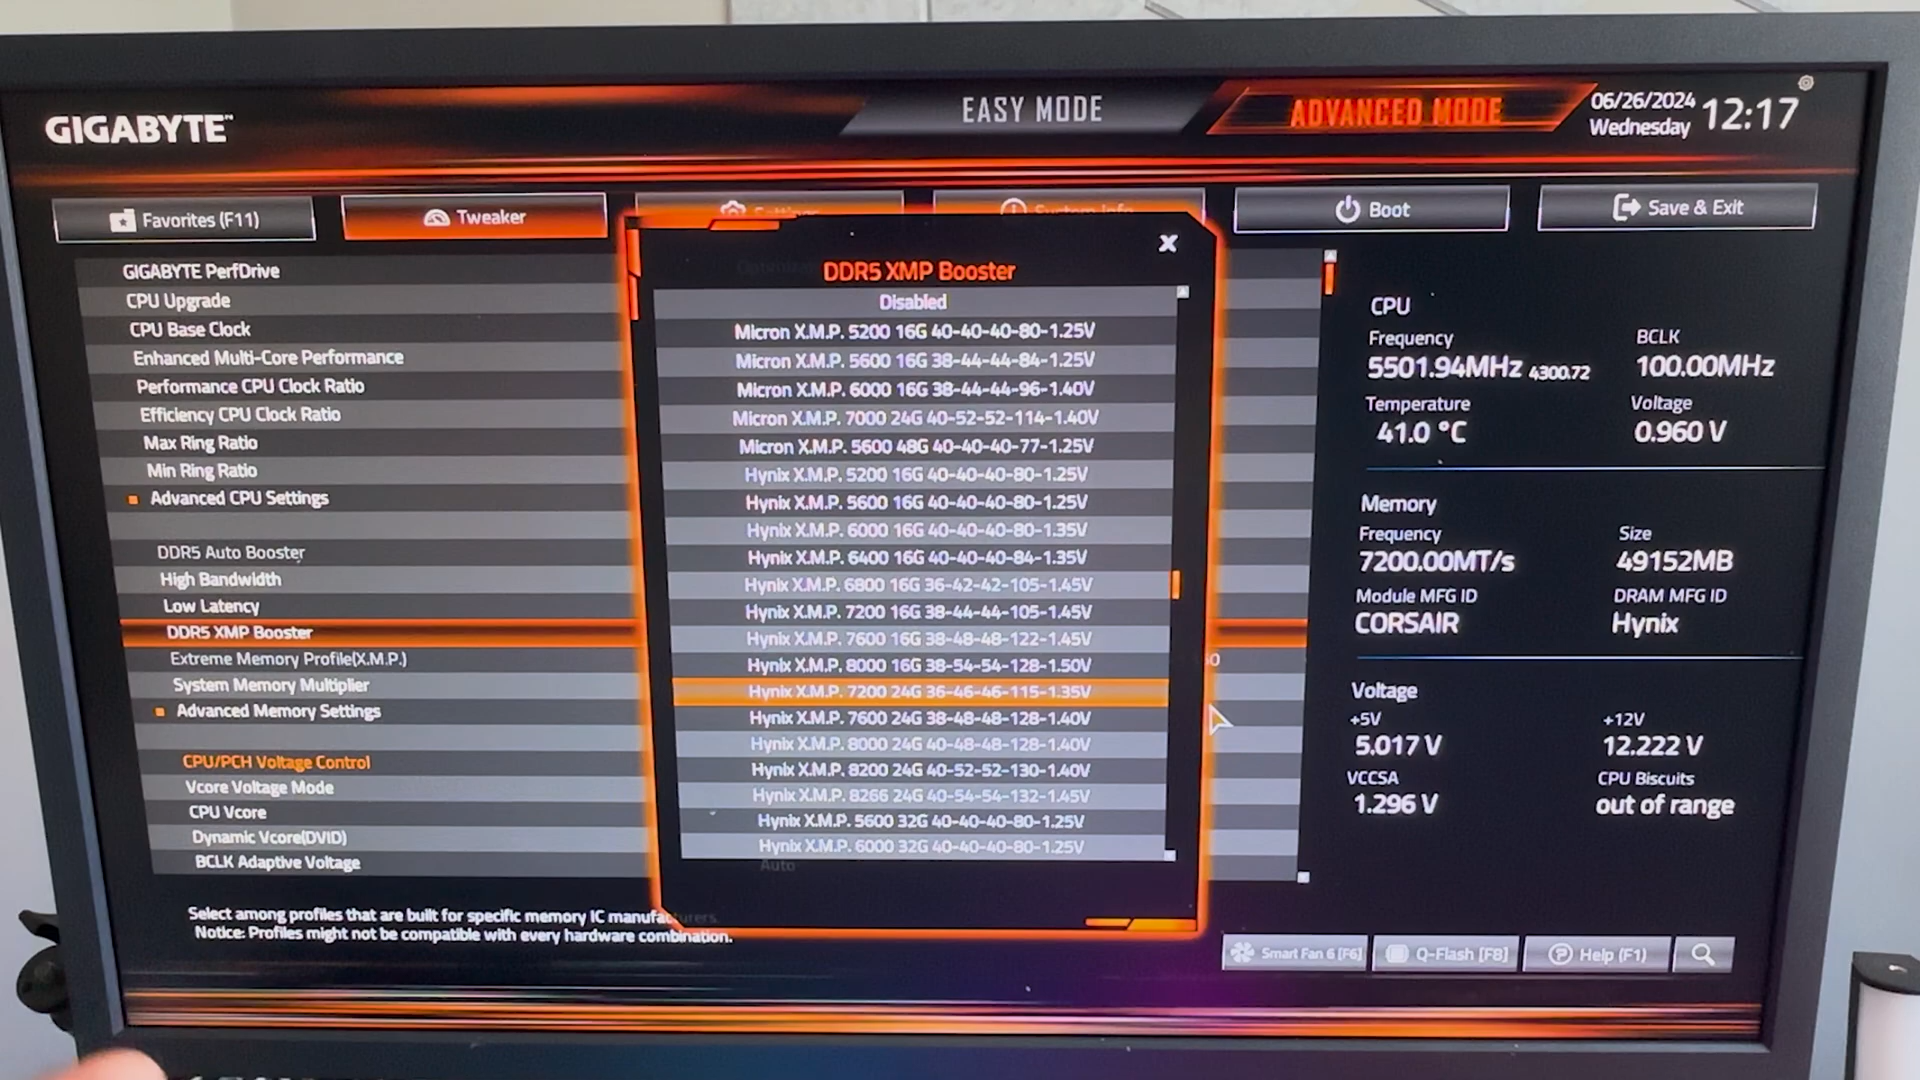 GIGABYTE™
EASY MODE
ADVANCED MODE
06/26/2024
Wednesday
12:17
Favorites (F11)
Tweaker
Settings
System Info
Boot
Save & Exit
GIGABYTE PerfDrive
CPU Upgrade
CPU Base Clock
Enhanced Multi-Core Performance
Performance CPU Clock Ratio
Efficiency CPU Clock Ratio
Max Ring Ratio
Min Ring Ratio
Advanced CPU Settings
DDR5 Auto Booster
High Bandwidth
Low Latency
DDR5 XMP Booster
Extreme Memory Profile(X.M.P.)
System Memory Multiplier
Advanced Memory Settings
CPU/PCH Voltage Control
Vcore Voltage Mode
CPU Vcore
Dynamic Vcore(DVID)
BCLK Adaptive Voltage
X
DDR5 XMP Booster
Disabled
Micron X.M.P. 5200 16G 40-40-40-80-1.25V
Micron X.M.P. 5600 16G 38-44-44-84-1.25V
Micron X.M.P. 6000 16G 38-44-44-96-1.40V
Micron X.M.P. 7000 24G 40-52-52-114-1.40V
Micron X.M.P. 5600 48G 40-40-40-77-1.25V
Hynix X.M.P. 5200 16G 40-40-40-80-1.25V
Hynix X.M.P. 5600 16G 40-40-40-80-1.25V
Hynix X.M.P. 6000 16G 40-40-40-80-1.35V
Hynix X.M.P. 6400 16G 40-40-40-84-1.35V
Hynix X.M.P. 6800 16G 36-42-42-105-1.45V
Hynix X.M.P. 7200 16G 38-44-44-105-1.45V
Hynix X.M.P. 7600 16G 38-48-48-122-1.45V
Hynix X.M.P. 8000 16G 38-54-54-128-1.50V
Hynix X.M.P. 7200 24G 36-46-46-115-1.35V
Hynix X.M.P. 7600 24G 38-48-48-128-1.40V
Hynix X.M.P. 8000 24G 40-48-48-128-1.40V
Hynix X.M.P. 8200 24G 40-52-52-130-1.40V
Hynix X.M.P. 8266 24G 40-54-54-132-1.45V
Hynix X.M.P. 5600 32G 40-40-40-80-1.25V
Hynix X.M.P. 6000 32G 40-40-40-80-1.25V
Auto
CPU
Frequency BCLK
5501.94MHz 4300.72 100.00MHz
Temperature Voltage
41.0 °C 0.960 V
Memory
Frequency Size
7200.00MT/s 49152MB
Module MFG ID DRAM MFG ID
CORSAIR Hynix
Voltage
+5V +12V
5.017 V 12.222 V
VCCSA CPU Biscuits
1.296 V out of range
Select among profiles that are built for specific memory IC manufacturers.
Notice: Profiles might not be compatible with every hardware combination.
Smart Fan 6 [F6]
Q-Flash [F8]
Help (F1)